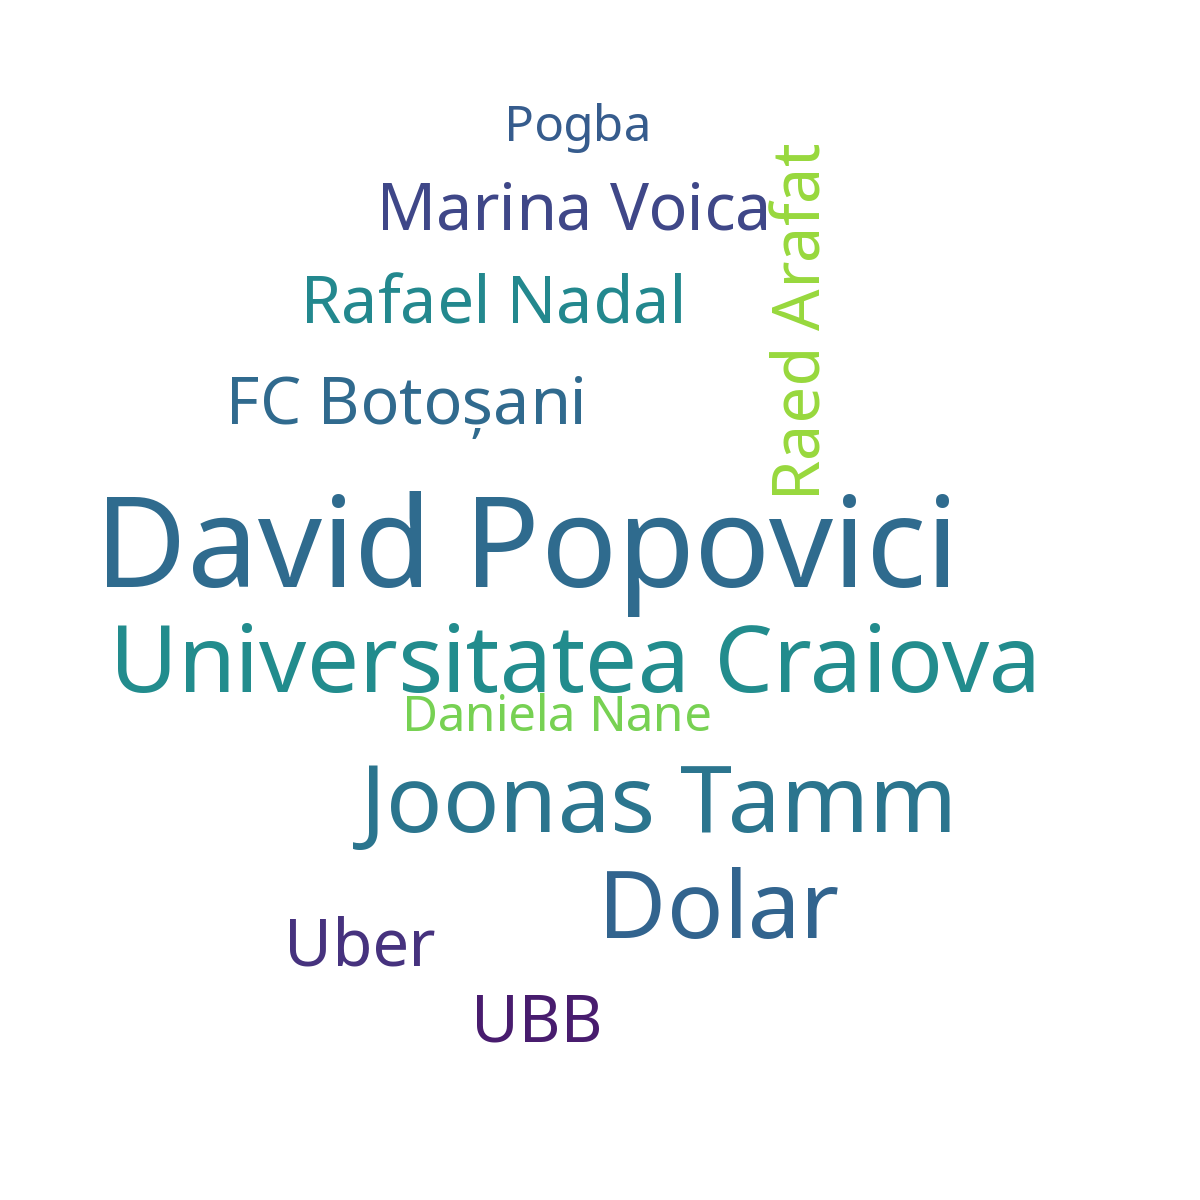 Pogba
Marina Voica
Raed Arafat
Rafael Nadal
FC Botoșani
David Popovici
Universitatea Craiova
Daniela Nane
Joonas Tamm
Dolar
Uber
UBB